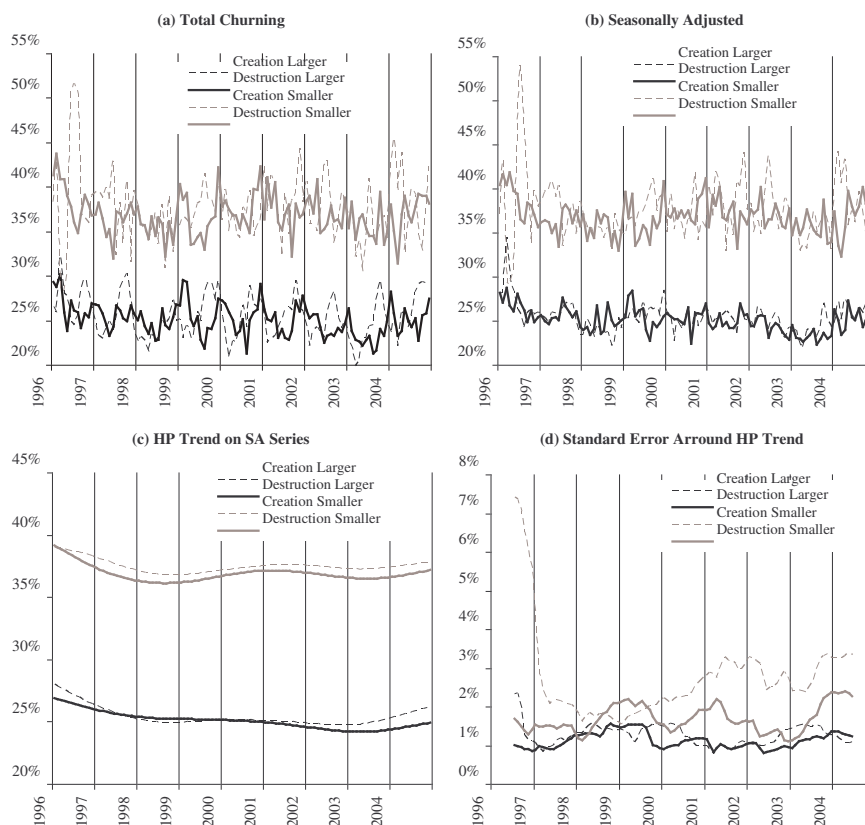 (a) Total Churning
55%
50%
45%
40%
35%
30%
25%
20%
Creation Larger
Destruction Larger
Creation Smaller
Destruction Smaller
1996 1997 1998 1999 2000 2001 2002 2003 2004
(b) Seasonally Adjusted
55%
50%
45%
40%
35%
30%
25%
20%
Creation Larger
Destruction Larger
Creation Smaller
Destruction Smaller
1996 1997 1998 1999 2000 2001 2002 2003 2004
(c) HP Trend on SA Series
45%
40%
35%
30%
25%
20%
Creation Larger
Destruction Larger
Creation Smaller
Destruction Smaller
1996 1997 1998 1999 2000 2001 2002 2003 2004
(d) Standard Error Arround HP Trend
8%
7%
6%
5%
4%
3%
2%
1%
0%
Creation Larger
Destruction Larger
Creation Smaller
Destruction Smaller
1996 1997 1998 1999 2000 2001 2002 2003 2004